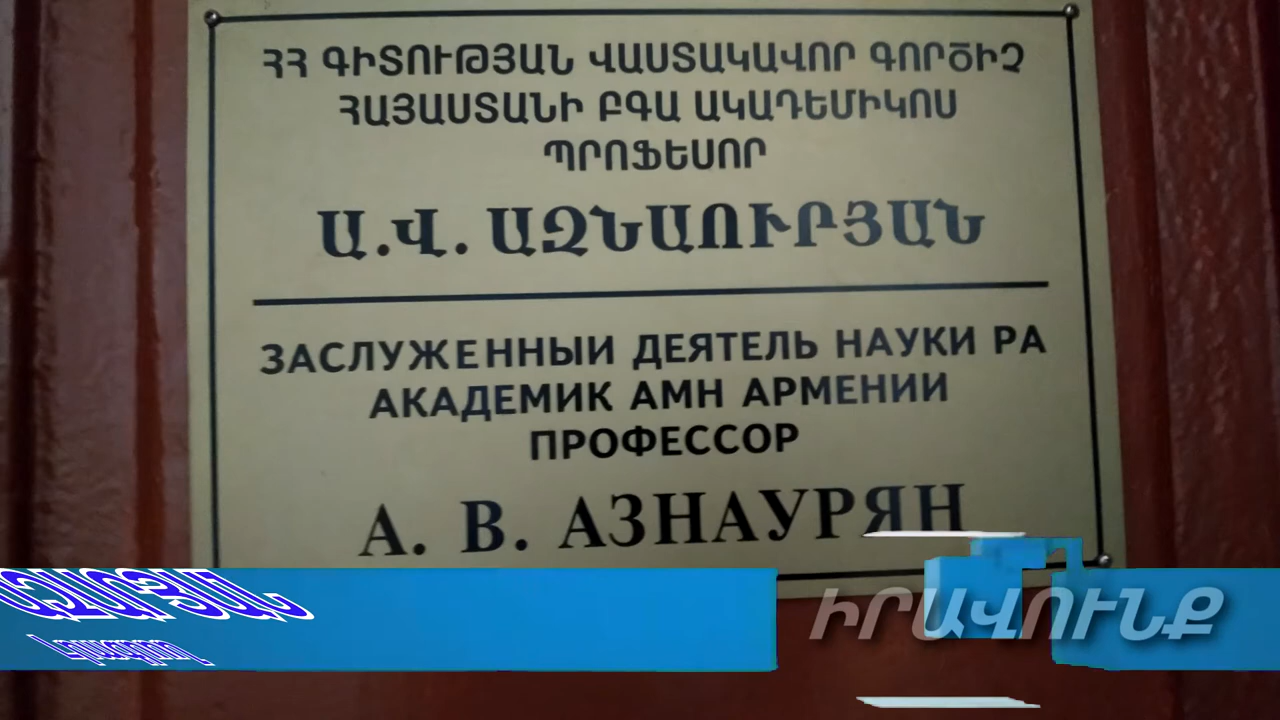 ՀՀ ԳԻՏՈՒԹՅԱՆ ՎԱՍՏԱԿԱՎՈՐ ԳՈՐԾԻՉ
ՀԱՅԱՍՏԱՆԻ ԲԳԱ ԱԿԱԴԵՄԻԿՈՍ
ՊՐՈՖԵՍՈՐ
Ա.Վ. ԱԶՆԱՈՒՐՅԱՆ
ЗАСЛУЖЕННЫИ ДЕЯТЕЛЬ НАУКИ РА
АКАДЕМИК АМН АРМЕНИИ
ПРОФЕССОР
А. В. АЗНАУРЯН
ԻՐԱՎՈՒՆՔ